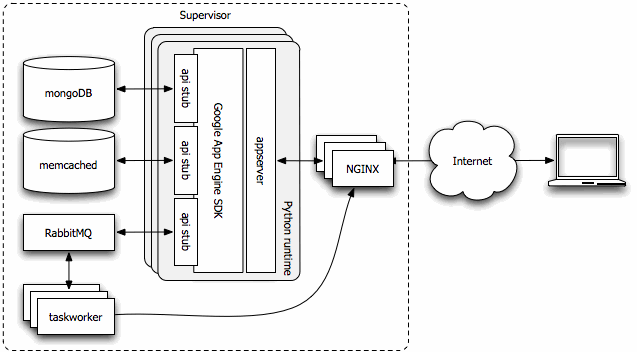 Supervisor
mongoDB
api stub
memcached
api stub
RabbitMQ
api stub
Google App Engine SDK
appserver
Python runtime
NGINX
Internet
taskworker